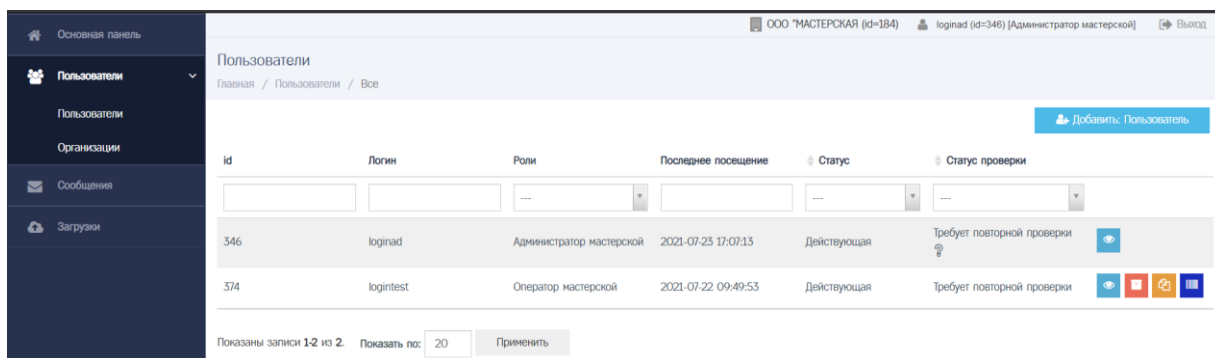 Основная панель
Пользователи
Пользователи
Организации
Сообщения
Загрузки
ООО "МАСТЕРСКАЯ (id=184)
loginad (id=346) [Администратор мастерской]
Выход
Пользователи
Главная / Пользователи / Все
Добавить: Пользователь
id Логин Роли Последнее посещение Статус Статус проверки
--- --- ---
346 loginad Администратор мастерской 2021-07-23 17:07:13 Действующая Требует повторной проверки
374 logintest Оператор мастерской 2021-07-22 09:49:53 Действующая Требует повторной проверки
Показаны записи 1-2 из 2. Показать по: 20 Применить